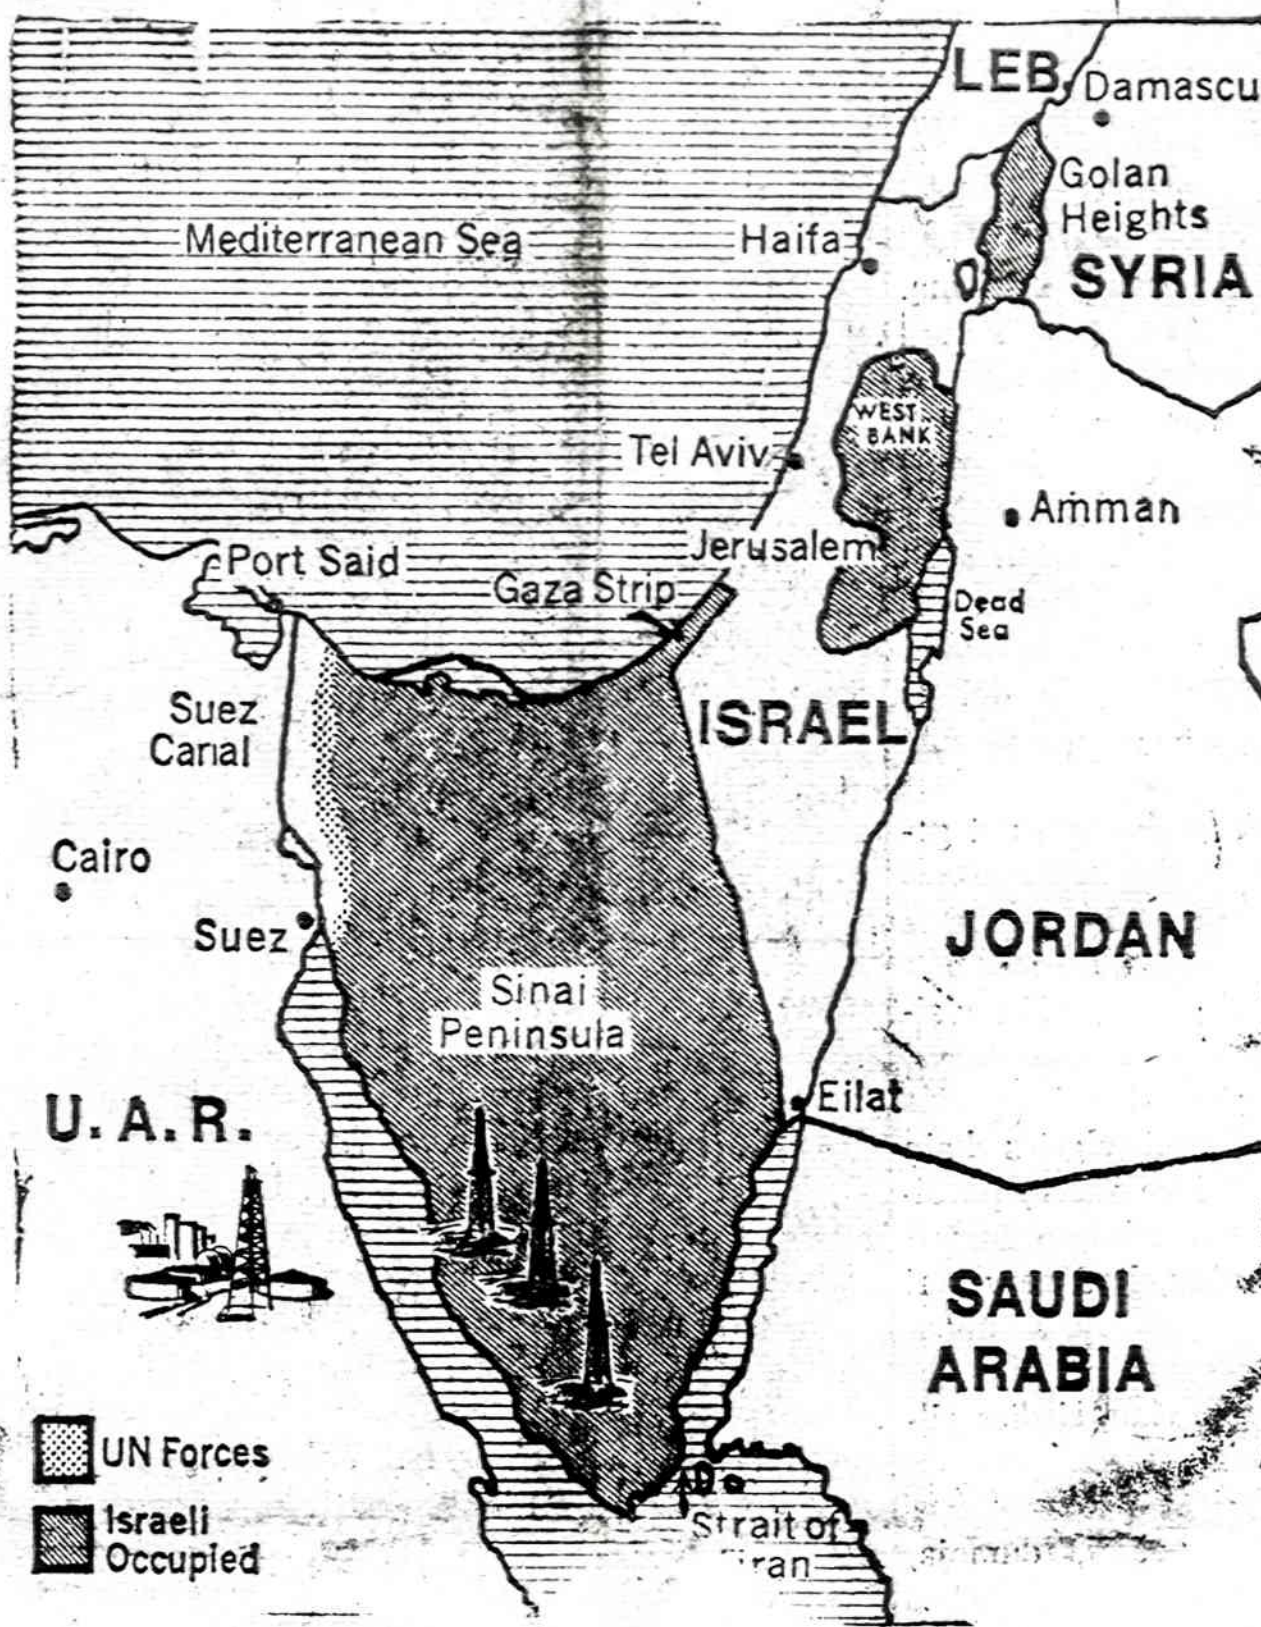 LEB.
Damascu
Golan
Heights
SYRIA
Mediterranean Sea
Haifa
WEST
BANK
Tel Aviv
Amman
Jerusalem
Port Said
Gaza Strip
Dead
Sea
Suez
Canal
ISRAEL
Cairo
Suez
JORDAN
Sinai
Peninsula
Eilat
U. A. R.
SAUDI
ARABIA
UN Forces
Israeli
Occupied
Strait of
iran